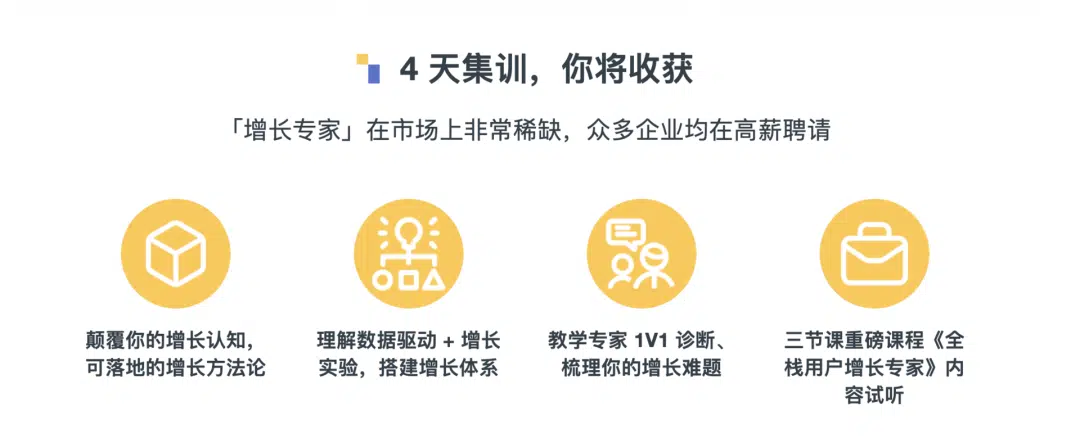 4 天集训，你将收获
「增长专家」在市场上非常稀缺，众多企业均在高薪聘请
颠覆你的增长认知，
可落地的增长方法论
理解数据驱动 + 增长
实验，搭建增长体系
教学专家 1V1 诊断、
梳理你的增长难题
三节课重磅课程《全
栈用户增长专家》内
容试听